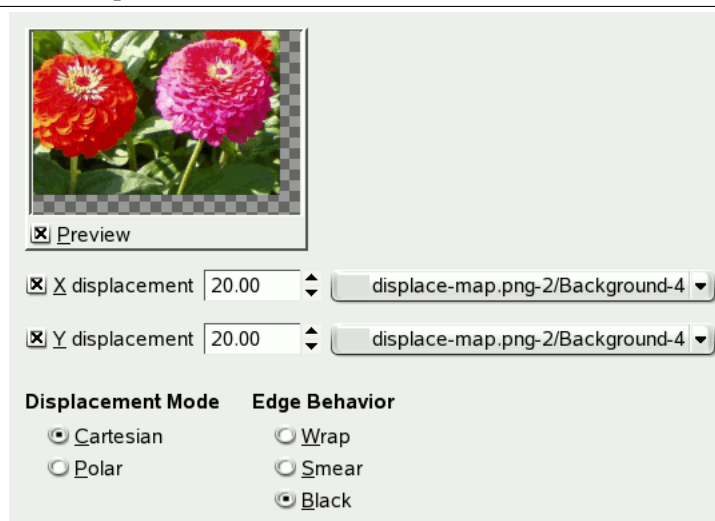 Preview
X displacement 20.00 displace-map.png-2/Background-4
Y displacement 20.00 displace-map.png-2/Background-4
Displacement Mode Edge Behavior
Cartesian Wrap
Polar Smear
Black